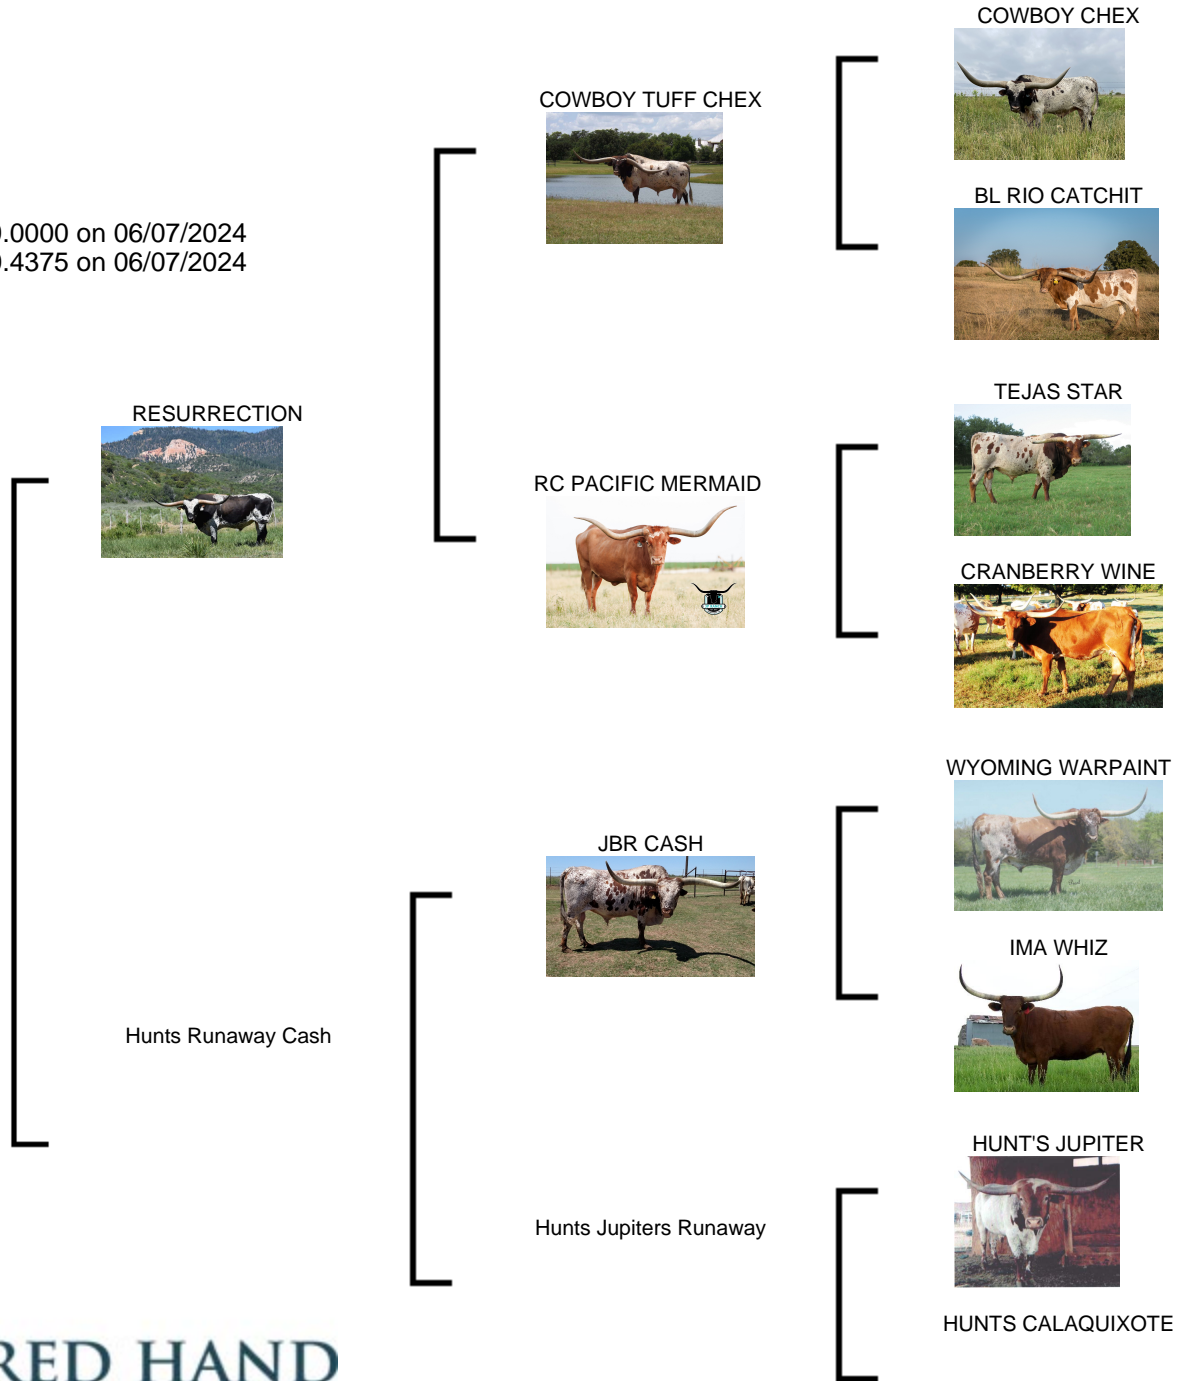 COWBOY CHEX
COWBOY TUFF CHEX
BL RIO CATCHIT
.0000 on 06/07/2024
.4375 on 06/07/2024
TEJAS STAR
RESURRECTION
RC PACIFIC MERMAID
CRANBERRY WINE
WYOMING WARPAINT
JBR CASH
IMA WHIZ
Hunts Runaway Cash
HUNT'S JUPITER
Hunts Jupiters Runaway
HUNTS CALAQUIXOTE
RED HAND